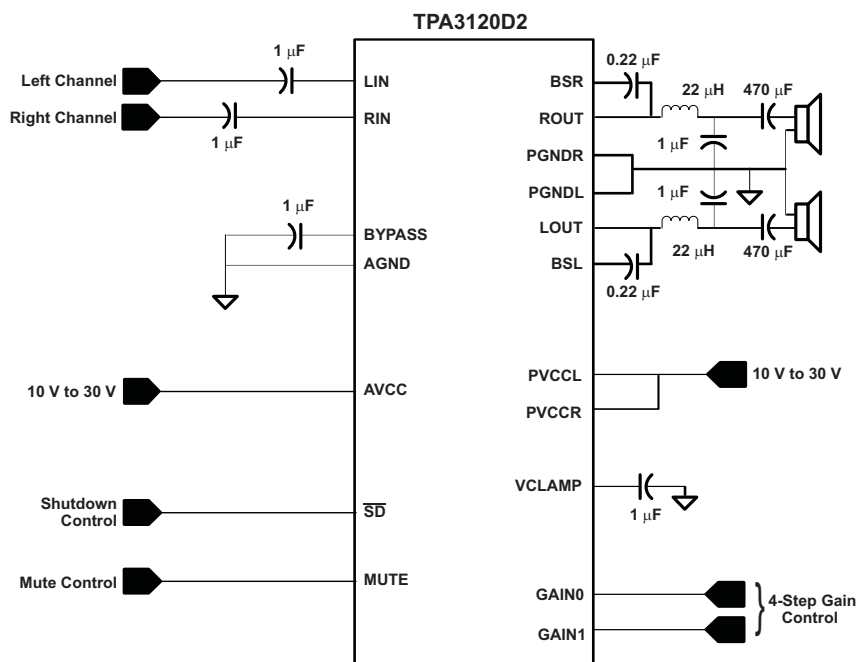 TPA3120D2
1 μF
Left Channel
LIN
Right Channel
RIN
1 μF
1 μF
BYPASS
AGND
10 V to 30 V
AVCC
Shutdown
Control
SD
Mute Control
MUTE
0.22 μF
BSR
22 μH
470 μF
ROUT
1 μF
PGNDR
PGNDL
1 μF
LOUT
22 μH
470 μF
BSL
0.22 μF
PVCCL
10 V to 30 V
PVCCR
VCLAMP
1 μF
GAIN0
4-Step Gain
Control
GAIN1